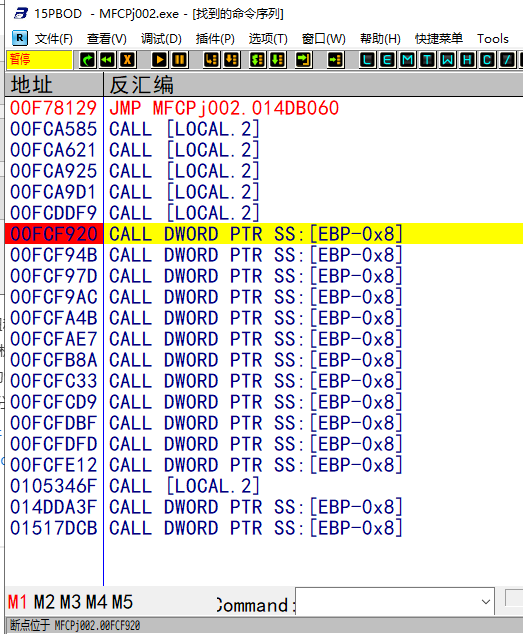 15PBOD - MFCPj002.exe - [找到的命令序列]
R 文件(F) 查看(V) 调试(D) 插件(P) 选项(T) 窗口(W) 帮助(H) 快捷菜单 Tools
暂停 L E M T W H C /
地址 反汇编
00F78129 JMP MFCPj002.014DB060
00FCA585 CALL [LOCAL.2]
00FCA621 CALL [LOCAL.2]
00FCA925 CALL [LOCAL.2]
00FCA9D1 CALL [LOCAL.2]
00FCDDF9 CALL [LOCAL.2]
00FCF920 CALL DWORD PTR SS:[EBP-0x8]
00FCF94B CALL DWORD PTR SS:[EBP-0x8]
00FCF97D CALL DWORD PTR SS:[EBP-0x8]
00FCF9AC CALL DWORD PTR SS:[EBP-0x8]
00FCFA4B CALL DWORD PTR SS:[EBP-0x8]
00FCFAE7 CALL DWORD PTR SS:[EBP-0x8]
00FCFB8A CALL DWORD PTR SS:[EBP-0x8]
00FCFC33 CALL DWORD PTR SS:[EBP-0x8]
00FCFCD9 CALL DWORD PTR SS:[EBP-0x8]
00FCFDBF CALL DWORD PTR SS:[EBP-0x8]
00FCFDFD CALL DWORD PTR SS:[EBP-0x8]
00FCFE12 CALL DWORD PTR SS:[EBP-0x8]
0105346F CALL [LOCAL.2]
014DDA3F CALL DWORD PTR SS:[EBP-0x8]
01517DCB CALL DWORD PTR SS:[EBP-0x8]
M1 M2 M3 M4 M5 Command:
断点位于 MFCPj002.00FCF920